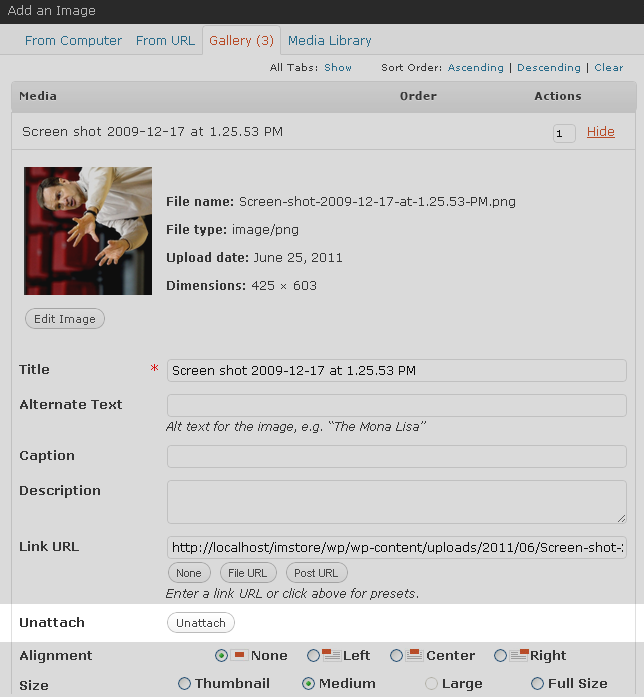 Add an Image
From Computer From URL Gallery (3) Media Library
All Tabs: Show Sort Order: Ascending | Descending | Clear
Media Order Actions
Screen shot 2009-12-17 at 1.25.53 PM 1 Hide
File name: Screen-shot-2009-12-17-at-1.25.53-PM.png
File type: image/png
Upload date: June 25, 2011
Dimensions: 425 × 603
Edit Image
Title * Screen shot 2009-12-17 at 1.25.53 PM
Alternate Text
Alt text for the image, e.g. “The Mona Lisa”
Caption
Description
Link URL http://localhost/imstore/wp/wp-content/uploads/2011/06/Screen-shot-
None File URL Post URL
Enter a link URL or click above for presets.
Unattach Unattach
Alignment None Left Center Right
Size Thumbnail Medium Large Full Size